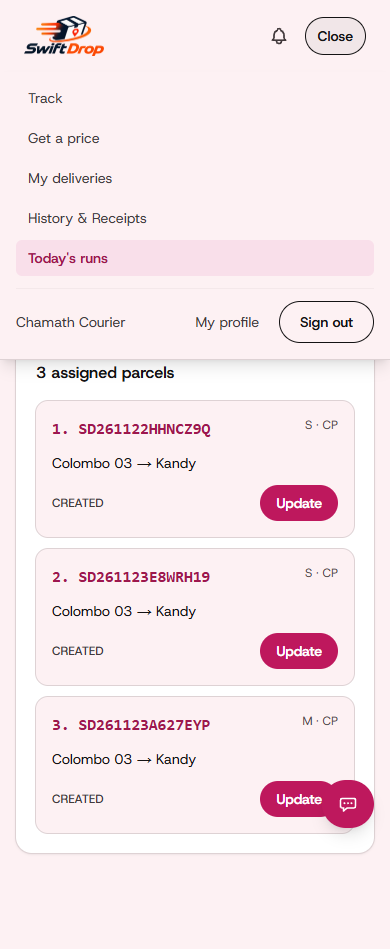 SwiftDrop
Close
Track
Get a price
My deliveries
History & Receipts
Today's runs
Chamath Courier My profile Sign out
3 assigned parcels
1. SD261122HHNCZ9Q S · CP
Colombo 03 → Kandy
CREATED Update
2. SD261123E8WRH19 S · CP
Colombo 03 → Kandy
CREATED Update
3. SD261123A627EYP M · CP
Colombo 03 → Kandy
CREATED Update